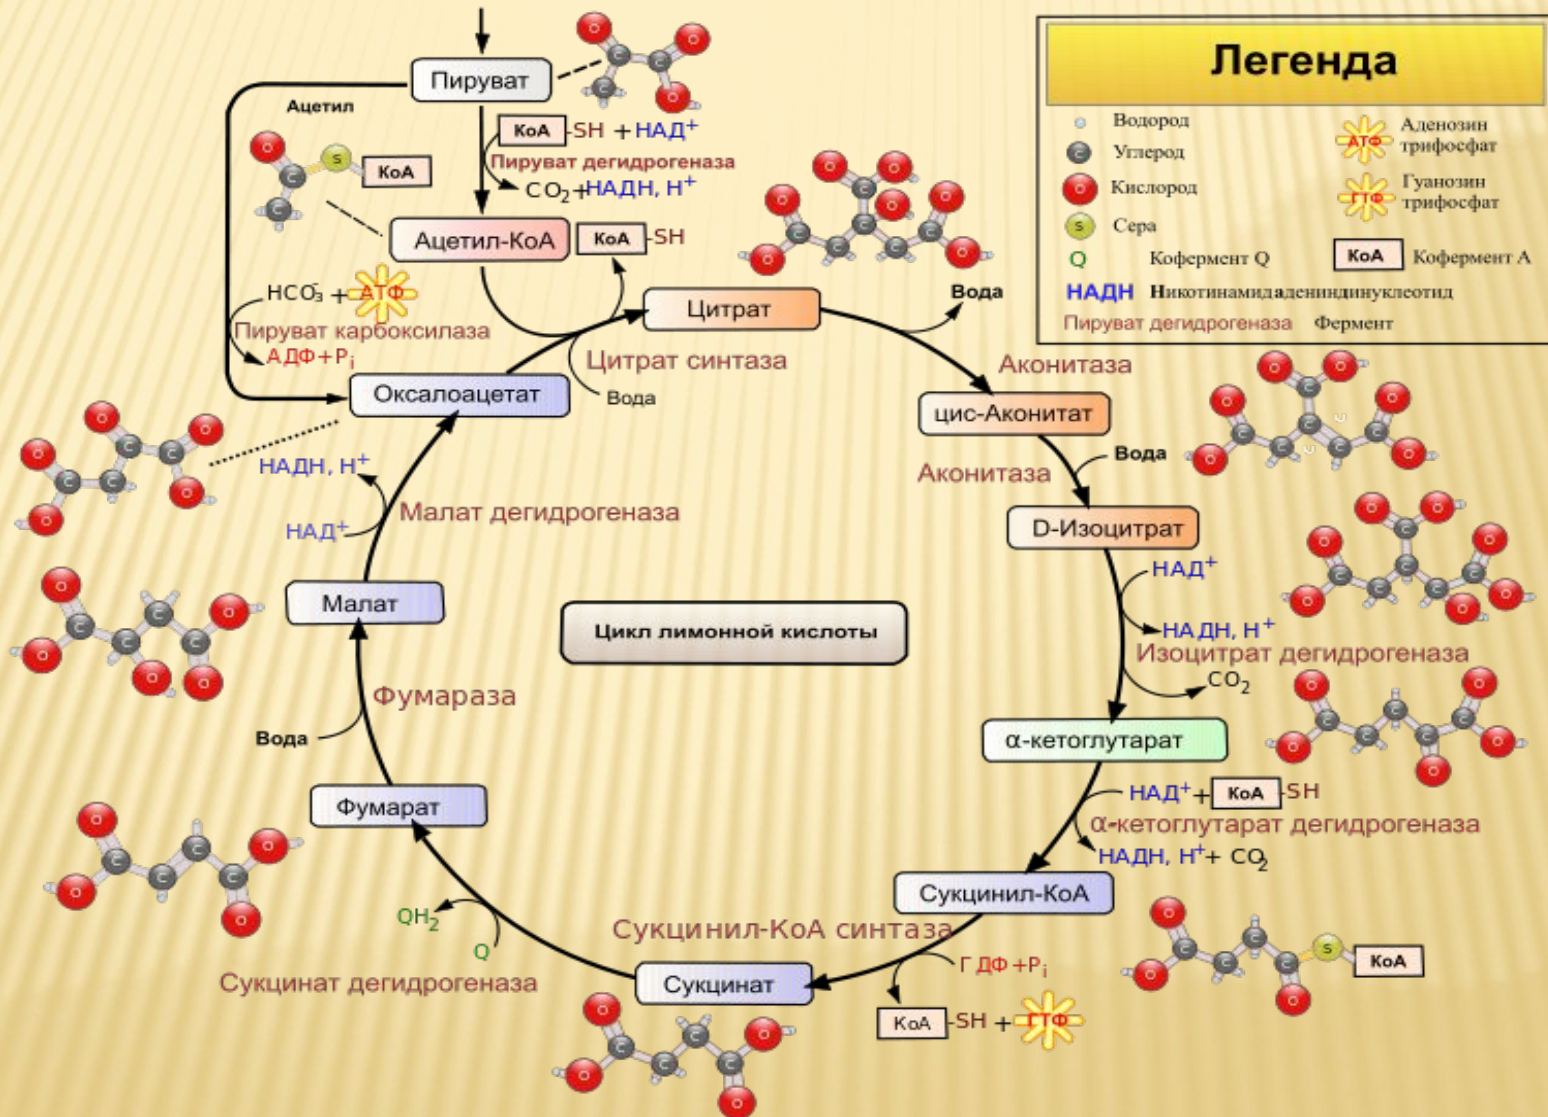 Легенда
Водород
Углерод
Кислород
S
Сера
Q
Кофермент Q
НАДН Никотинамидадениндинуклеотид
Пируват дегидрогеназа Фермент
АТФ
Аденозин
трифосфат
ГТФ
Гуанозин
трифосфат
КоА
Кофермент А
Пируват
Ацетил
S
КоА
КоА -SH + НАД+
Пируват дегидрогеназа
CO2+НАДН, H+
Ацетил-КоА
КоА -SH
HCO3- + АТФ
Пируват карбоксилаза
АДФ+Pi
Цитрат
Вода
Цитрат синтаза
Вода
Оксалоацетат
Аконитаза
цис-Аконитат
Аконитаза
Вода
D-Изоцитрат
НАД+
НАДН, H+
Изоцитрат дегидрогеназа
CO2
α-кетоглутарат
НАД+ + КоА -SH
α-кетоглутарат дегидрогеназа
НАДН, H+ + CO2
Сукцинил-КоА
S
КоА
Сукцинил-КоА синтаза
ГДФ+Pi
КоА -SH + ГТФ
Сукцинат
Сукцинат дегидрогеназа
Q
QH2
Фумарат
Вода
Фумараза
Малат
Малат дегидрогеназа
НАД+
НАДН, H+
Цикл лимонной кислоты